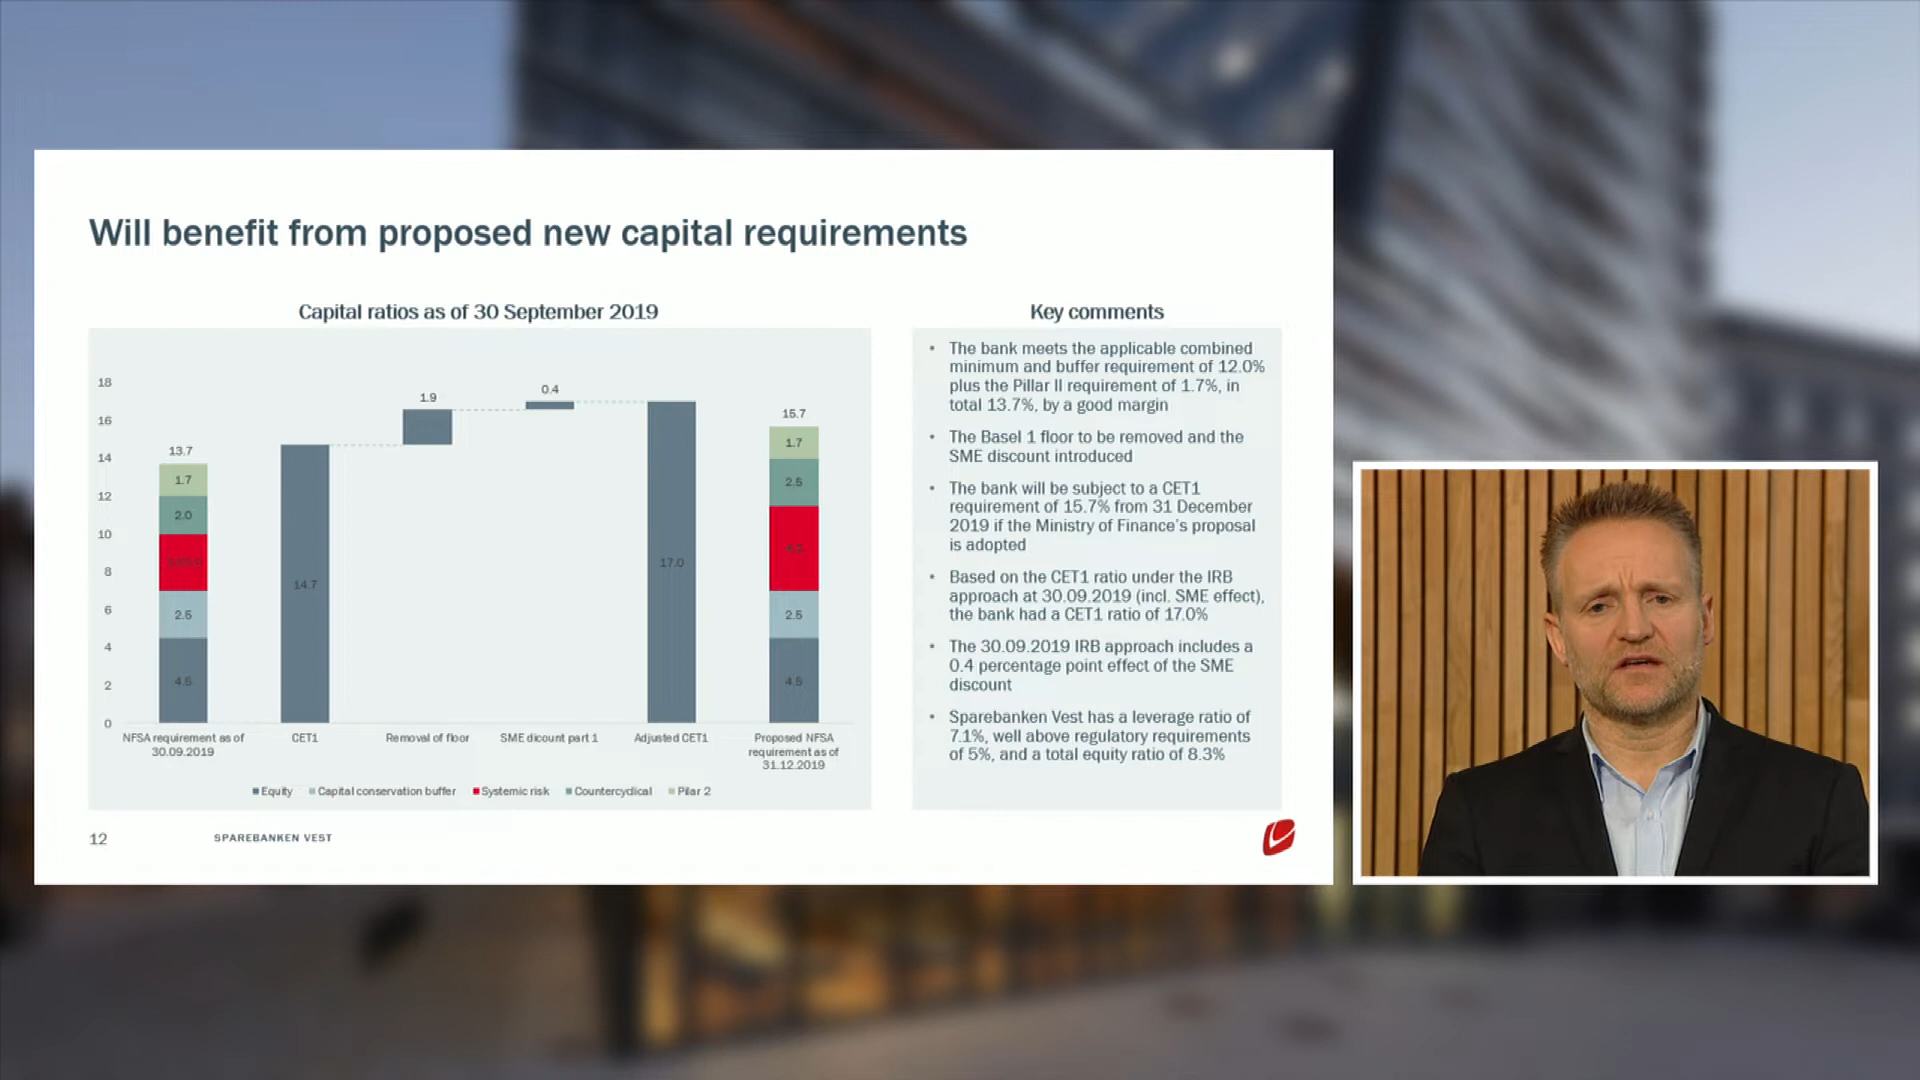 Will benefit from proposed new capital requirements
Capital ratios as of 30 September 2019
18
16
14
12
10
8
6
4
2
0
13.7
1.7
2.0
2.5
4.5
14.7
1.9
0.4
17.0
15.7
1.7
2.5
2.5
4.5
NFSA requirement as of
30.09.2019
CET1
Removal of floor
SME dicount part 1
Adjusted CET1
Proposed NFSA
requirement as of
31.12.2019
Equity Capital conservation buffer Systemic risk Countercydical Pilar 2
Key comments
• The bank meets the applicable combined
minimum and buffer requirement of 12.0%
plus the Pillar II requirement of 1.7%, in
total 13.7%, by a good margin
• The Basel 1 floor to be removed and the
SME discount introduced
• The bank will be subject to a CET1
requirement of 15.7% from 31 December
2019 if the Ministry of Finance's proposal
is adopted
• Based on the CET1 ratio under the IRB
approach at 30.09.2019 (incl. SME effect),
the bank had a CET1 ratio of 17.0%
• The 30.09.2019 IRB approach includes a
0.4 percentage point effect of the SME
discount
• Sparebanken Vest has a leverage ratio of
7.1%, well above regulatory requirements
of 5%, and a total equity ratio of 8.3%
12
SPAREBANKEN VEST